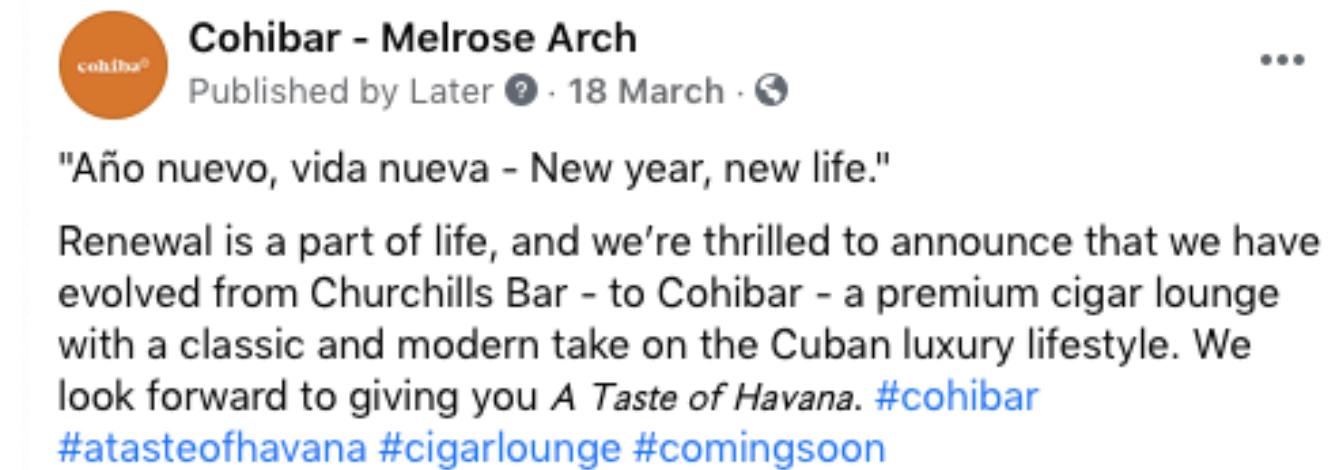 cohiba
Cohibar - Melrose Arch
Published by Later · 18 March ·
"Año nuevo, vida nueva - New year, new life."
Renewal is a part of life, and we’re thrilled to announce that we have
evolved from Churchills Bar - to Cohibar - a premium cigar lounge
with a classic and modern take on the Cuban luxury lifestyle. We
look forward to giving you A Taste of Havana. #cohibar
#atasteofhavana #cigarlounge #comingsoon